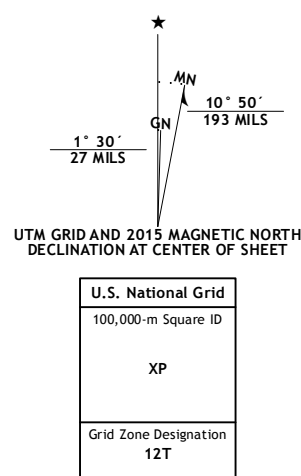 ★
MN
GN
10° 50´
193 MILS
1° 30´
27 MILS
UTM GRID AND 2015 MAGNETIC NORTH
DECLINATION AT CENTER OF SHEET
U.S. National Grid
100,000-m Square ID
XP
Grid Zone Designation
12T